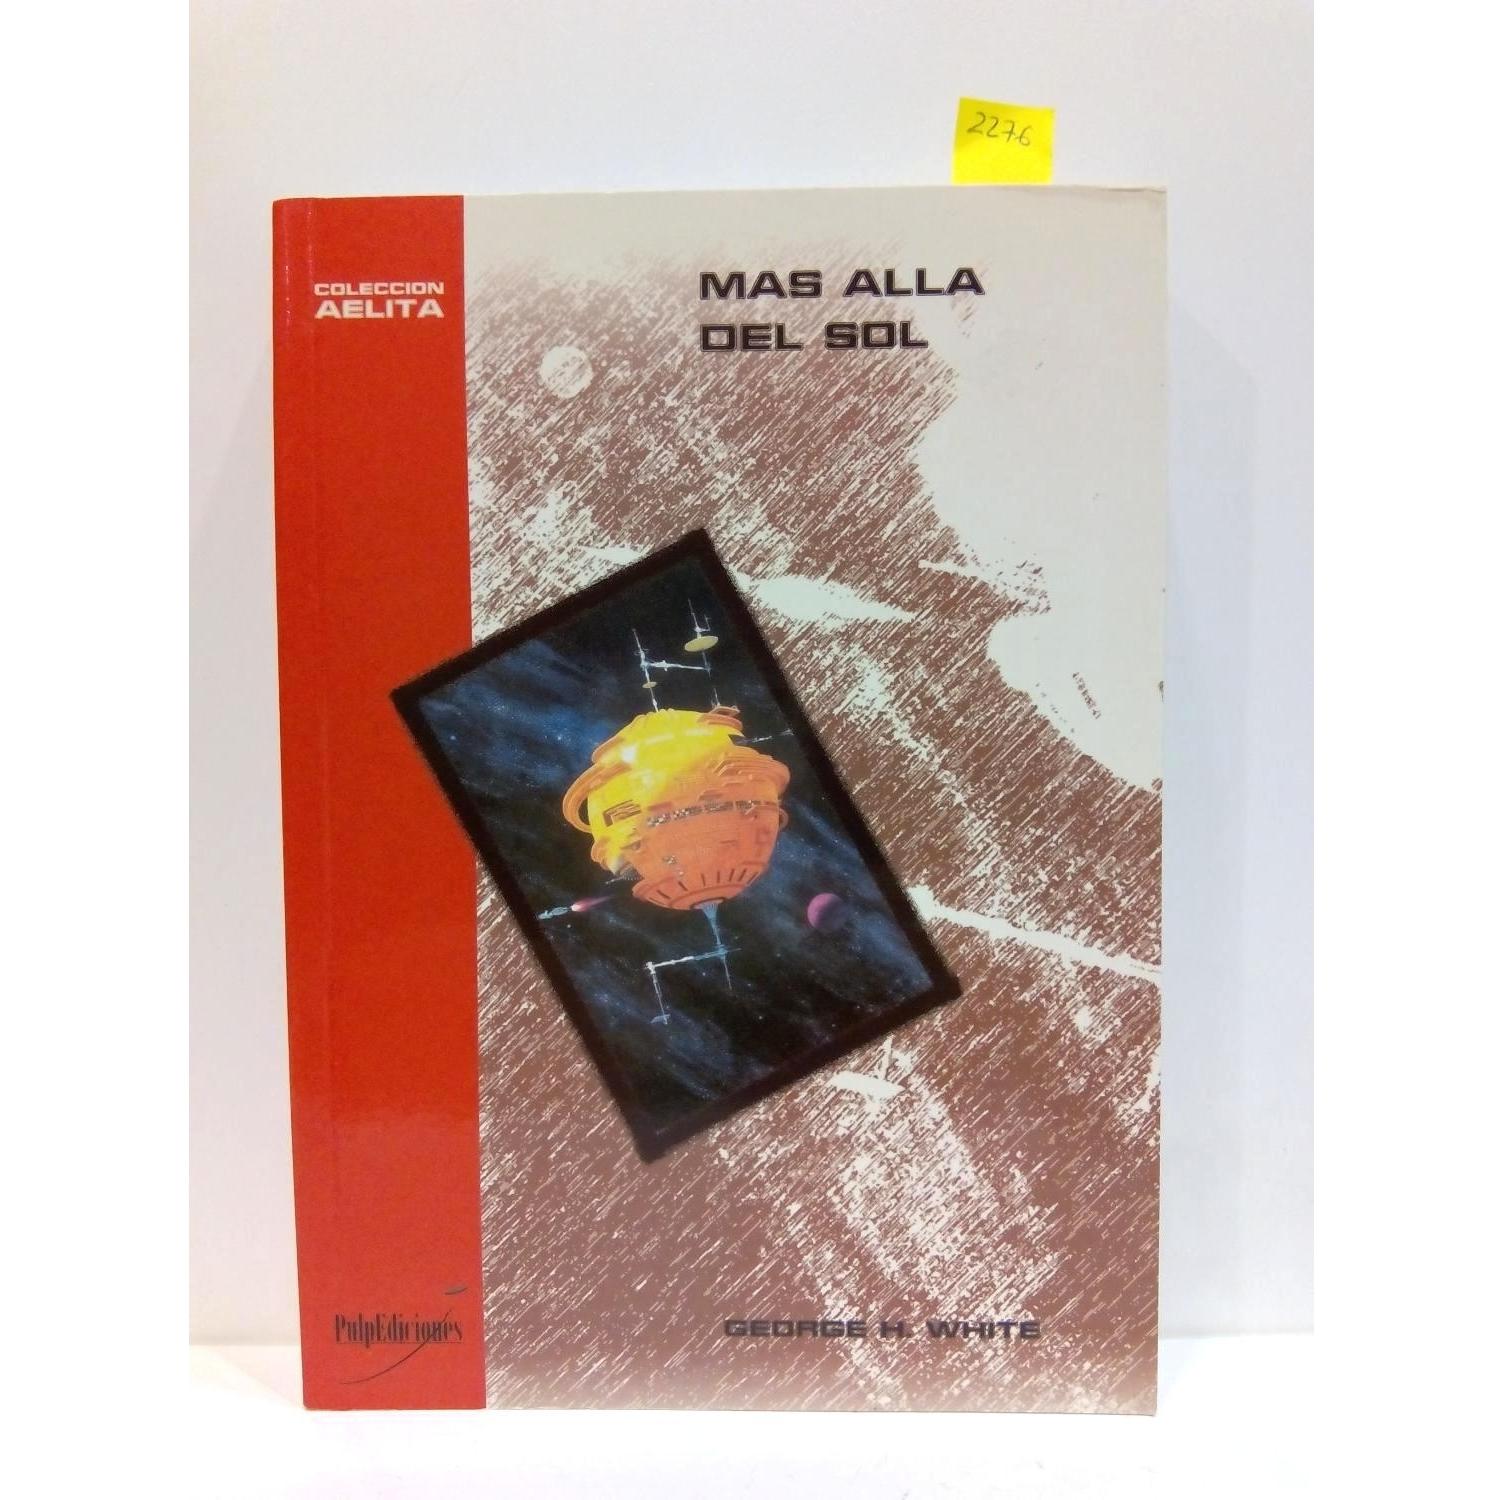 2276
COLECCION
AELITA
MAS ALLA
DEL SOL
PulpEdiciones
GEORGE H. WHITE